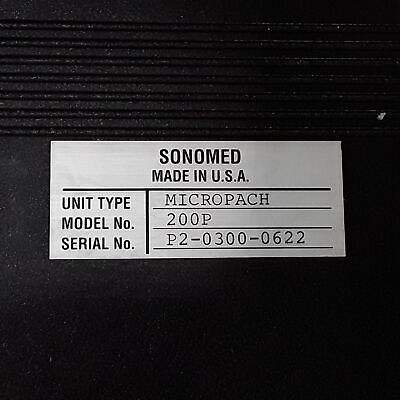 SONOMED
MADE IN U.S.A.
UNIT TYPE MICROPACH
MODEL No. 200P
SERIAL No. P2-0300-0622